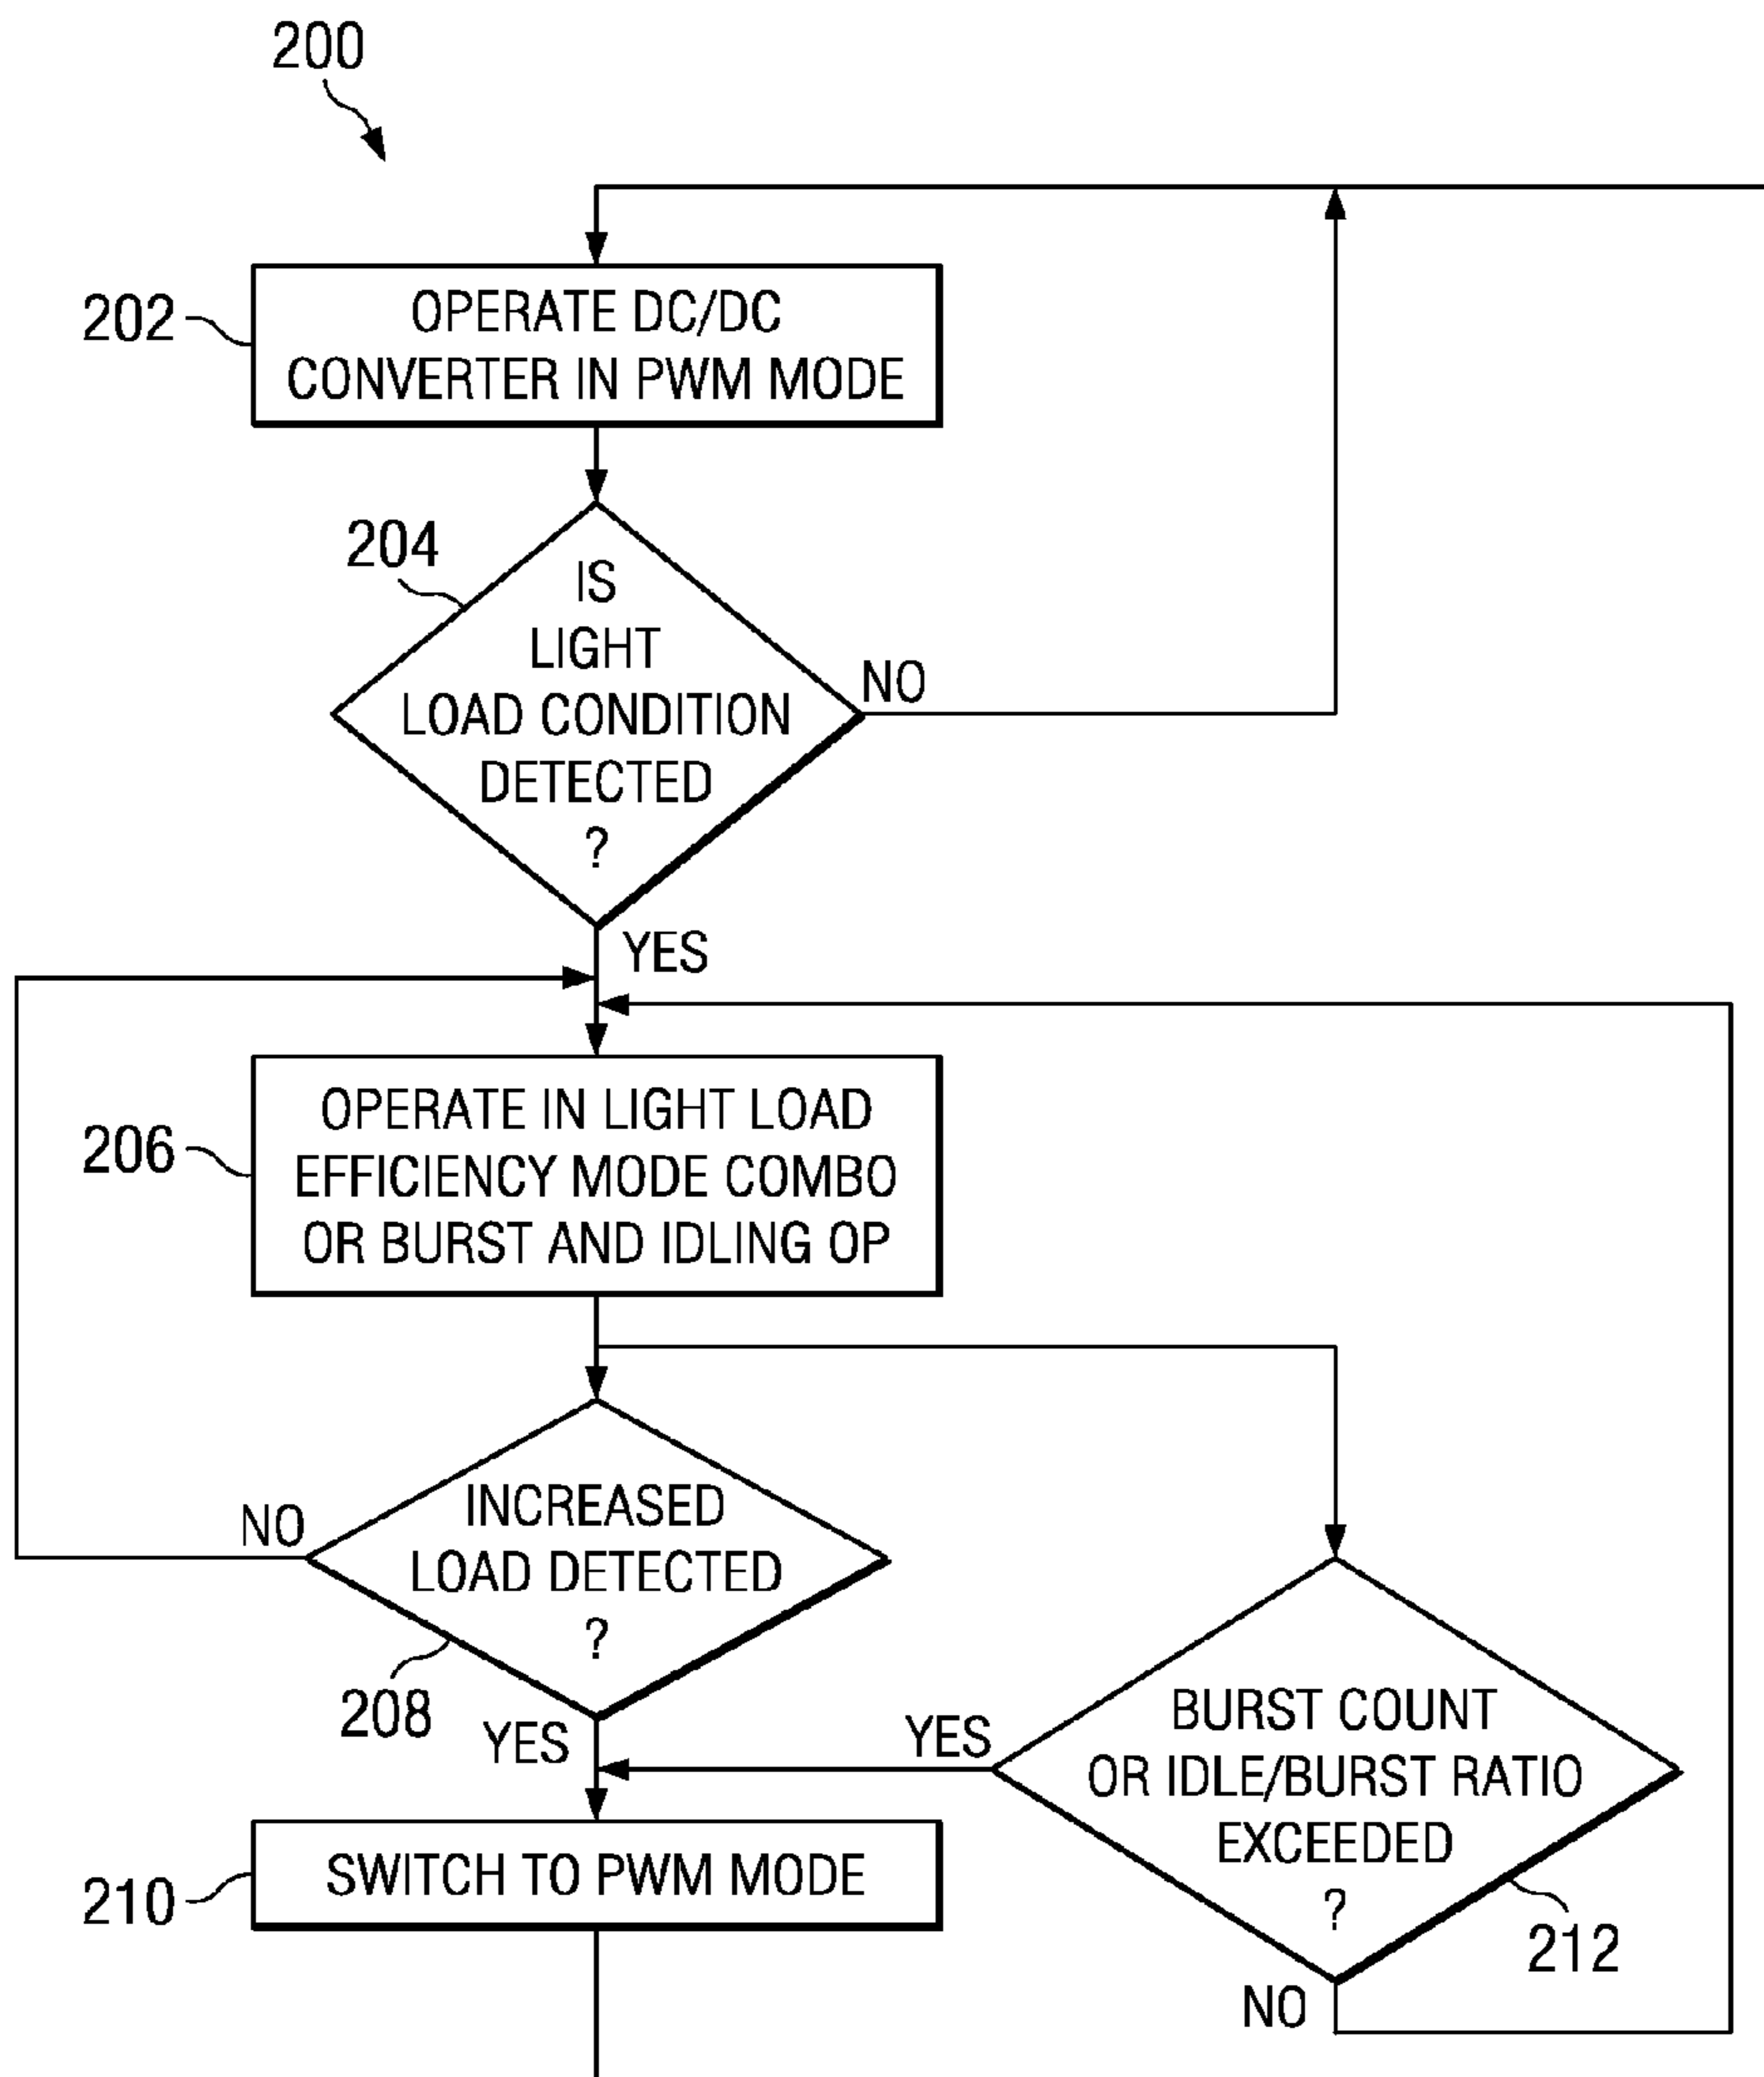 200
202
OPERATE DC/DC
CONVERTER IN PWM MODE
204
IS
LIGHT
LOAD CONDITION
DETECTED
?
NO
YES
206
OPERATE IN LIGHT LOAD
EFFICIENCY MODE COMBO
OR BURST AND IDLING OP
NO
INCREASED
LOAD DETECTED
?
208
YES
YES
BURST COUNT
OR IDLE/BURST RATIO
EXCEEDED
?
212
NO
210
SWITCH TO PWM MODE